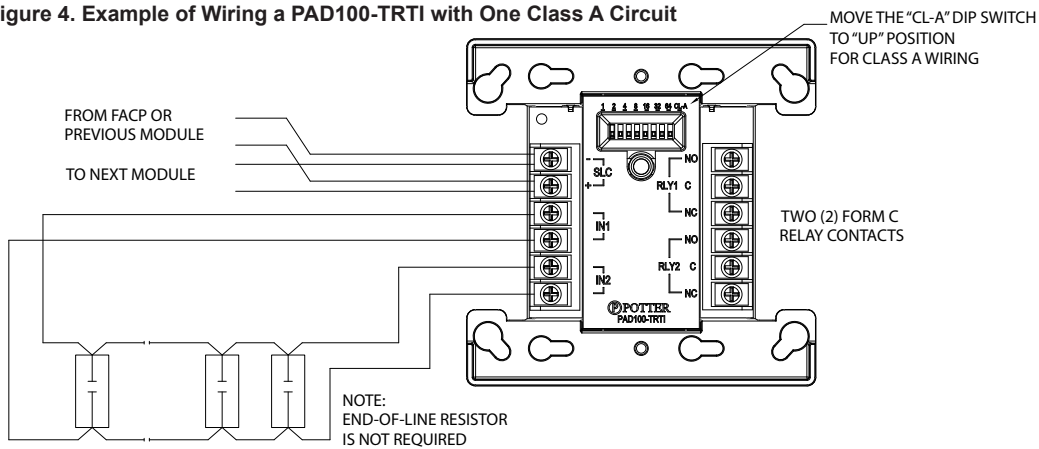 igure 4. Example of Wiring a PAD100-TRTI with One Class A Circuit
MOVE THE "CL-A" DIP SWITCH
TO "UP" POSITION
FOR CLASS A WIRING
FROM FACP OR
PREVIOUS MODULE
TO NEXT MODULE
1 2 4 8 16 32 64 CL-A
- SLC +
IN1
IN2
NO
RLY1 C
NC
NO
RLY2 C
NC
TWO (2) FORM C
RELAY CONTACTS
P POTTER
PAD100-TRTI
NOTE:
END-OF-LINE RESISTOR
IS NOT REQUIRED